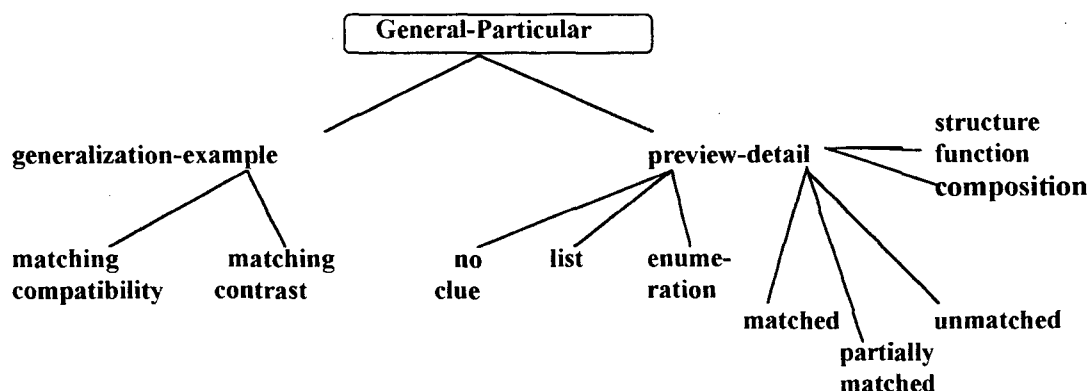 General-Particular
structure
generalization-example
preview-detail
function
composition
matching
compatibility
matching
contrast
no
clue
list
enume-
ration
matched
partially
matched
unmatched